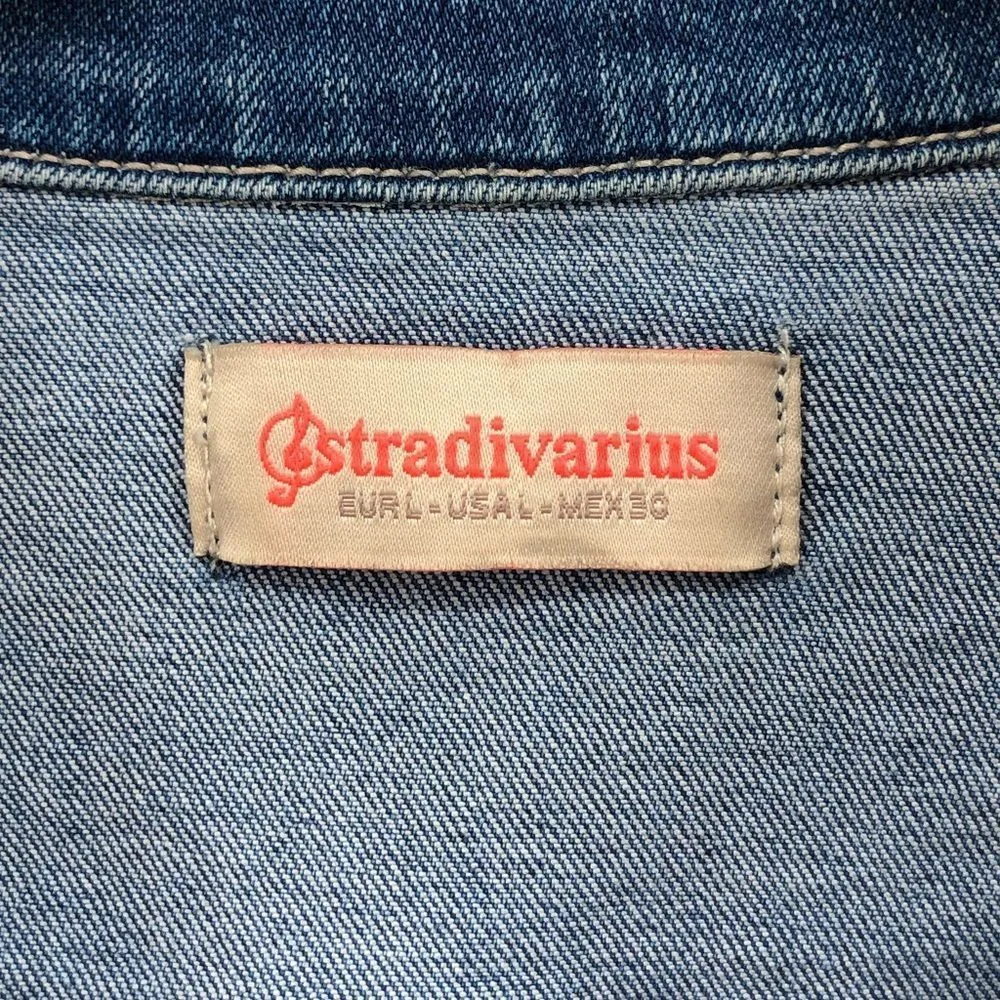 stradivarius
EUR L - USA L - MEX 30